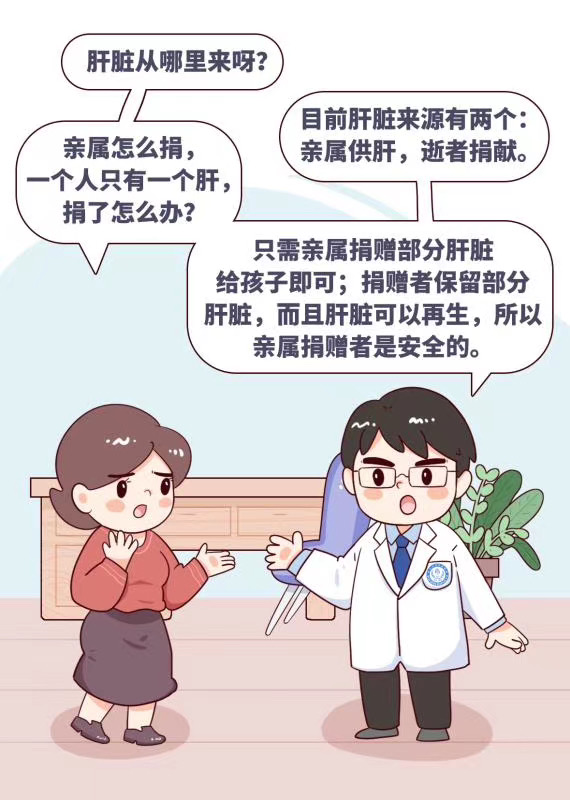 肝脏从哪里来呀？
目前肝脏来源有两个：
亲属供肝，逝者捐献。
亲属怎么捐，
一个人只有一个肝，
捐了怎么办？
只需亲属捐赠部分肝脏
给孩子即可；捐赠者保留部分
肝脏，而且肝脏可以再生，所以
亲属捐赠者是安全的。